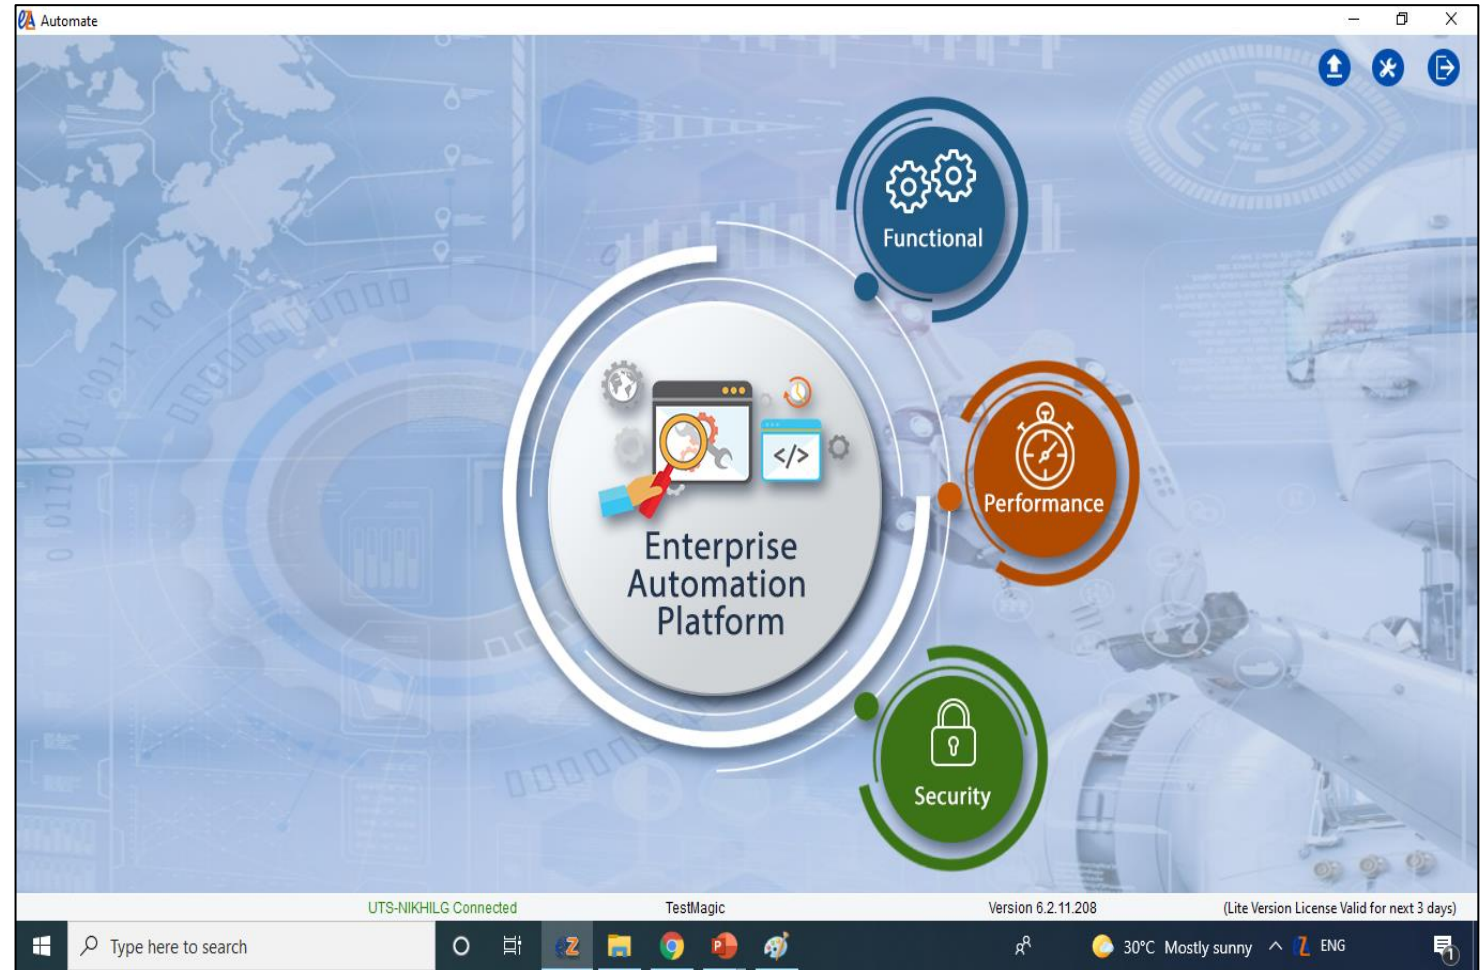 Automate
Functional
Performance
</>
Enterprise
Automation
Platform
Security
UTS-NIKHILG Connected
TestMagic
Version 6.2.11.208
(Lite Version License Valid for next 3 days)
Type here to search
30°C Mostly sunny
ENG
1